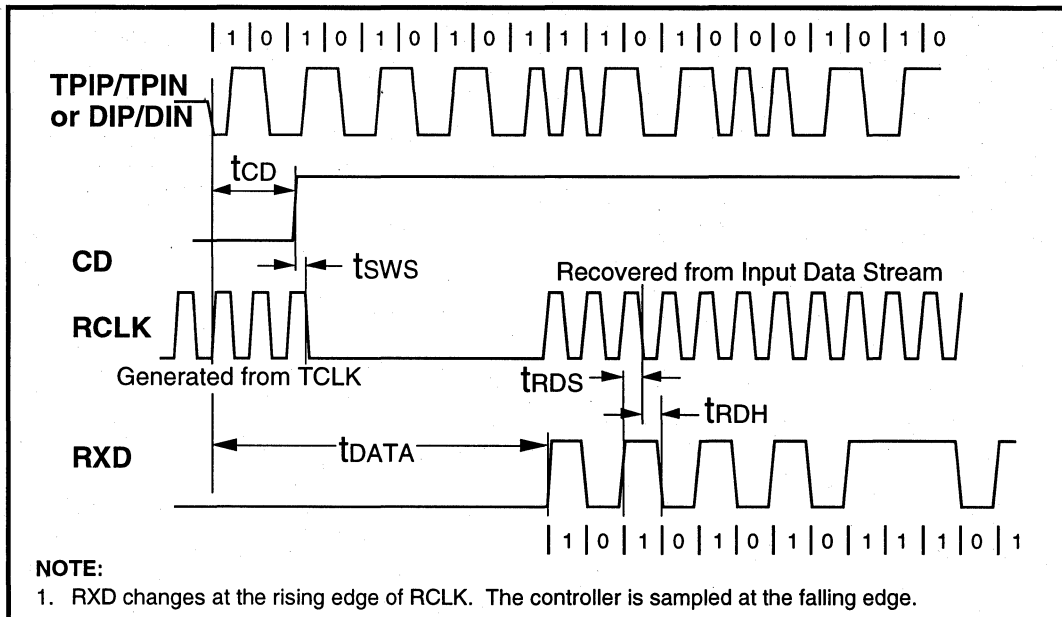 | 1 | 0 | 1 | 0 | 1 | 0 | 1 | 0 | 1 | 1 | 1 | 0 | 1 | 0 | 0 | 0 | 1 | 0 | 1 | 0
TPIP/TPIN
or DIP/DIN
tCD
CD
tSWS
Recovered from Input Data Stream
RCLK
Generated from TCLK
tRDS
tRDH
RXD
tDATA
| 1 | 0 | 1 | 0 | 1 | 0 | 1 | 0 | 1 | 1 | 1 | 0 | 1
NOTE:
1. RXD changes at the rising edge of RCLK. The controller is sampled at the falling edge.